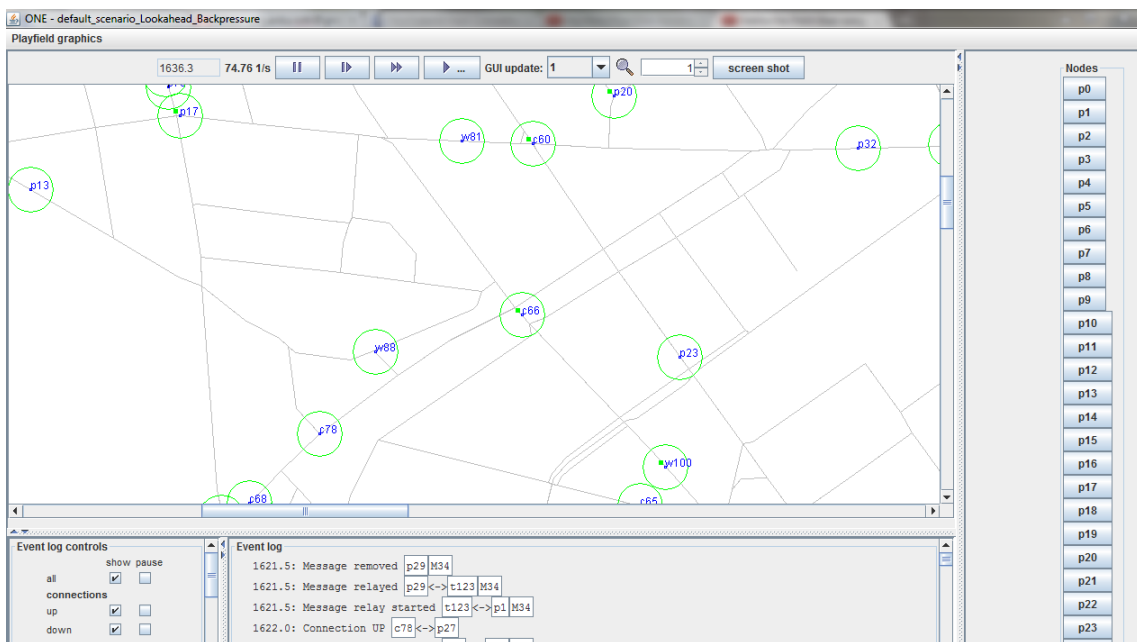 ONE - default_scenario_Lookahead_Backpressure
Playfield graphics
1636.3 74.76 1/s ... GUI update: 1 1 screen shot
p17
p20
w81
c60
p32
p13
c66
w88
p23
c78
w100
c68
c65
Nodes
p0
p1
p2
p3
p4
p5
p6
p7
p8
p9
p10
p11
p12
p13
p14
p15
p16
p17
p18
p19
p20
p21
p22
p23
Event log controls
show pause
all
connections
up
down
Event log
1621.5: Message removed p29 M34
1621.5: Message relayed p29<->t123 M34
1621.5: Message relay started t123<->p1 M34
1622.0: Connection UP c78<->p27